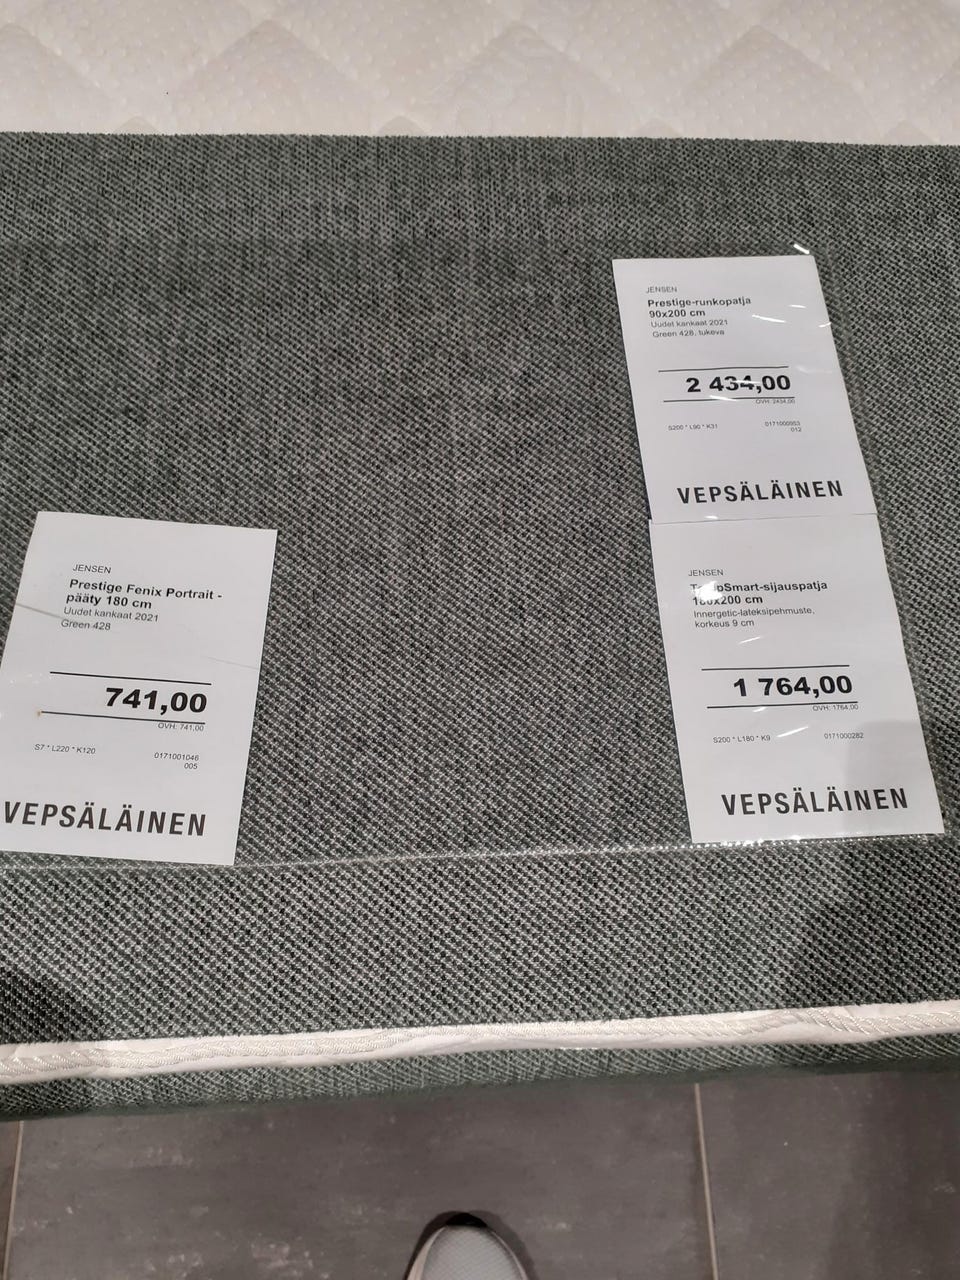 JENSEN
Prestige-runkopatja
90x200 cm
Uudet kankaat 2021
Green 428, tukeva
2 434,00
OVH: 2434,00
S200 * L90 * K31
0171000953
012
VEPSÄLÄINEN
JENSEN
Prestige Fenix Portrait -
pääty 180 cm
Uudet kankaat 2021
Green 428
741,00
OVH: 741,00
S7 * L220 * K120
0171001046
005
VEPSÄLÄINEN
JENSEN
180x200 cm
Innergetic-lateksipehmuste,
korkeus 9 cm
1 764,00
OVH: 1764,00
S200 * L180 * K9
0171000282
VEPSÄLÄINEN